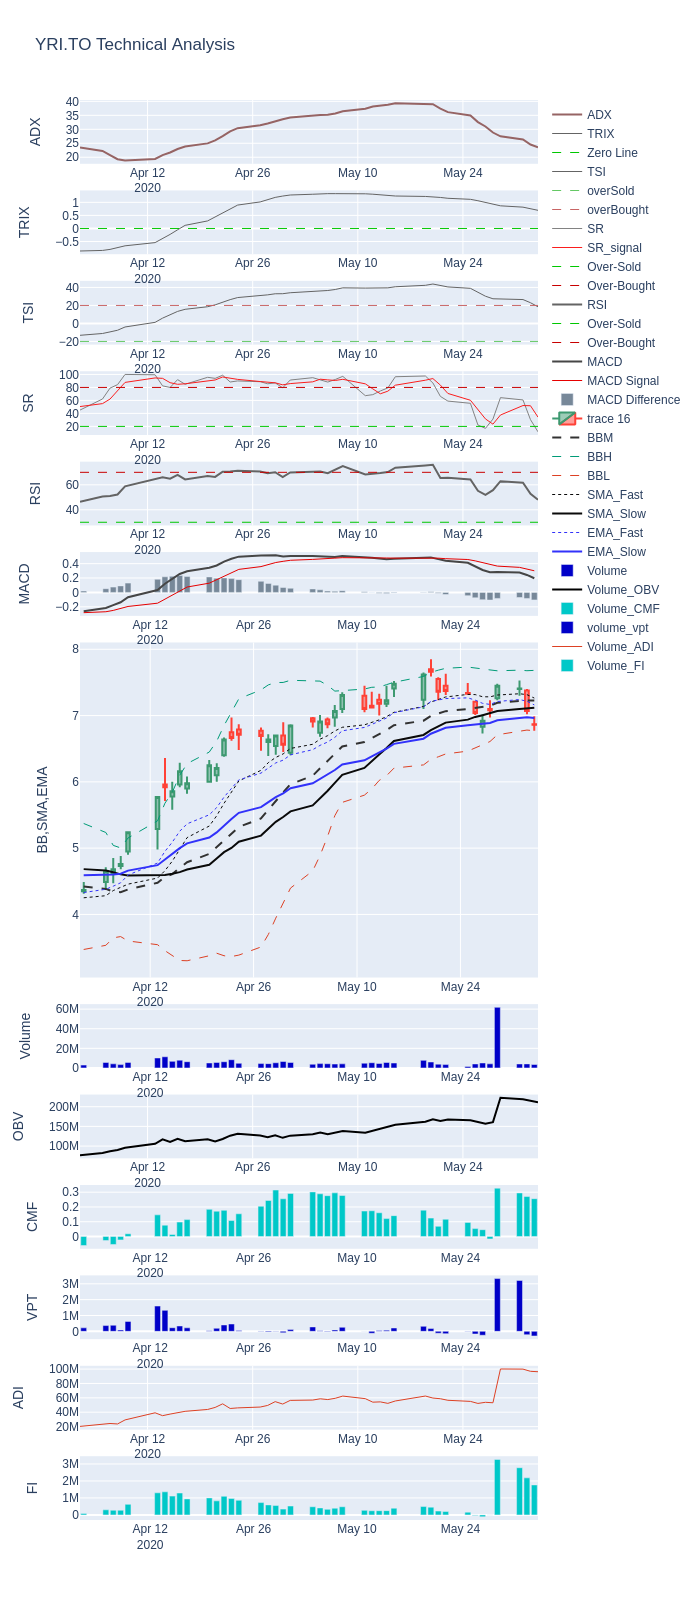 YRI.TO Technical Analysis
ADX
40
35
30
25
20
Apr 12
2020
Apr 26
May 10
May 24
TRIX
1
0.5
0
−0.5
Apr 12
2020
Apr 26
May 10
May 24
TSI
40
20
0
−20
Apr 12
2020
Apr 26
May 10
May 24
SR
100
80
60
40
20
Apr 12
2020
Apr 26
May 10
May 24
RSI
60
40
Apr 12
2020
Apr 26
May 10
May 24
MACD
0.4
0.2
0
−0.2
Apr 12
2020
Apr 26
May 10
May 24
BB,SMA,EMA
8
7
6
5
4
Apr 12
2020
Apr 26
May 10
May 24
Volume
60M
40M
20M
0
Apr 12
2020
Apr 26
May 10
May 24
OBV
200M
150M
100M
Apr 12
2020
Apr 26
May 10
May 24
CMF
0.3
0.2
0.1
0
Apr 12
2020
Apr 26
May 10
May 24
VPT
3M
2M
1M
0
Apr 12
2020
Apr 26
May 10
May 24
ADI
100M
80M
60M
40M
20M
Apr 12
2020
Apr 26
May 10
May 24
FI
3M
2M
1M
0
Apr 12
2020
Apr 26
May 10
May 24
ADX
TRIX
Zero Line
TSI
overSold
overBought
SR
SR_signal
Over-Sold
Over-Bought
RSI
Over-Sold
Over-Bought
MACD
MACD Signal
MACD Difference
trace 16
BBM
BBH
BBL
SMA_Fast
SMA_Slow
EMA_Fast
EMA_Slow
Volume
Volume_OBV
Volume_CMF
volume_vpt
Volume_ADI
Volume_FI